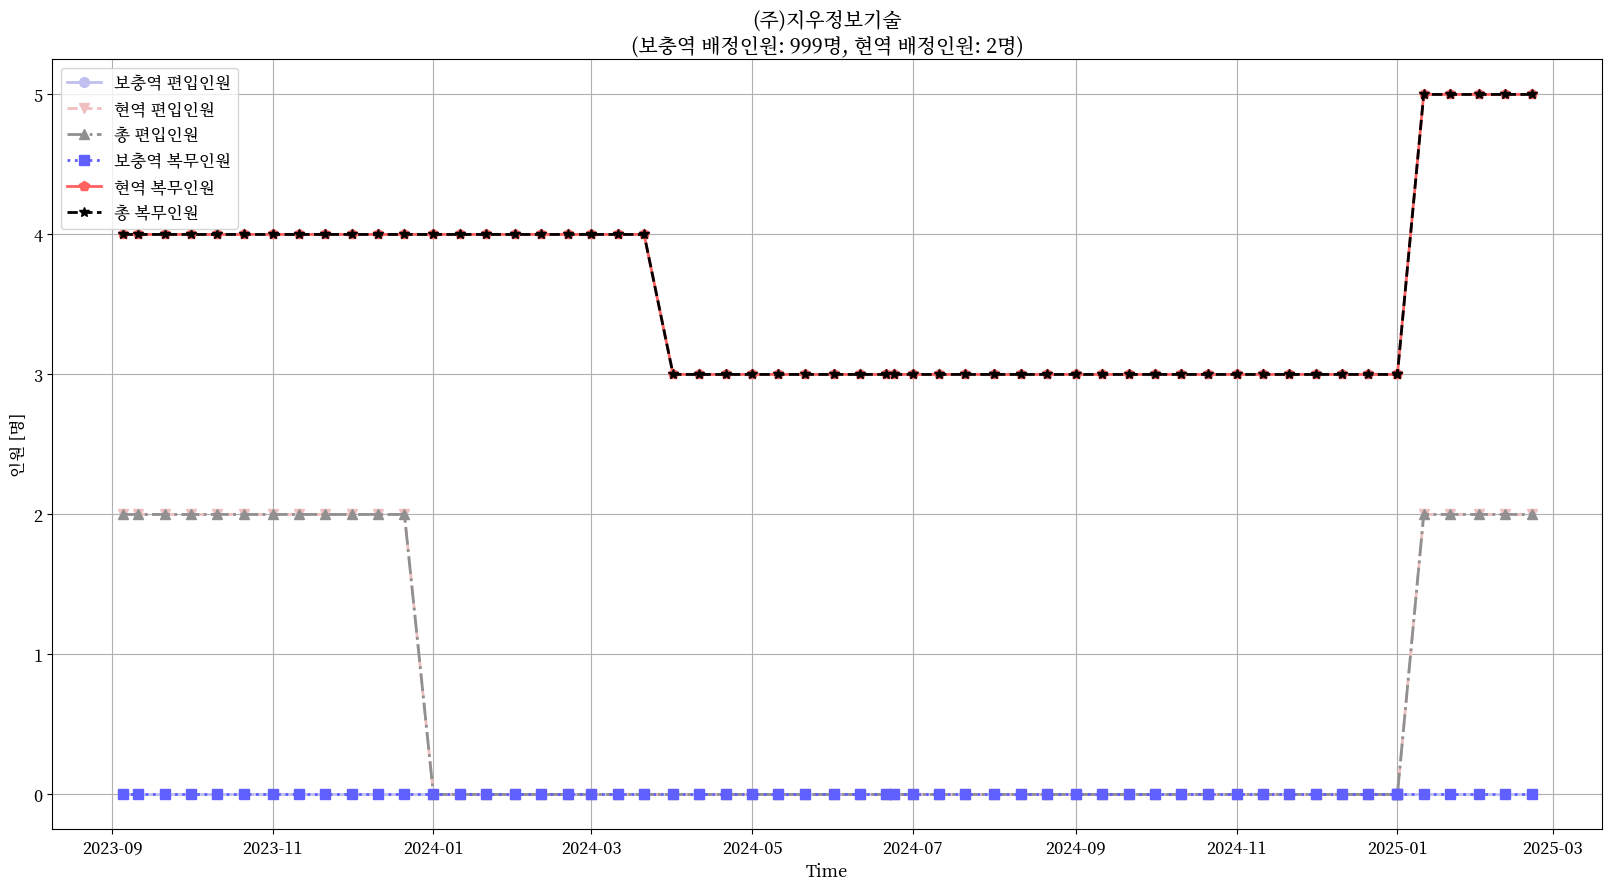 (주)지우정보기술
(보충역 배정인원: 999명, 현역 배정인원: 2명)
보충역 편입인원
현역 편입인원
총 편입인원
보충역 복무인원
현역 복무인원
총 복무인원
인원 [명]
5
4
3
2
1
0
2023-09
2023-11
2024-01
2024-03
2024-05
2024-07
2024-09
2024-11
2025-01
2025-03
Time